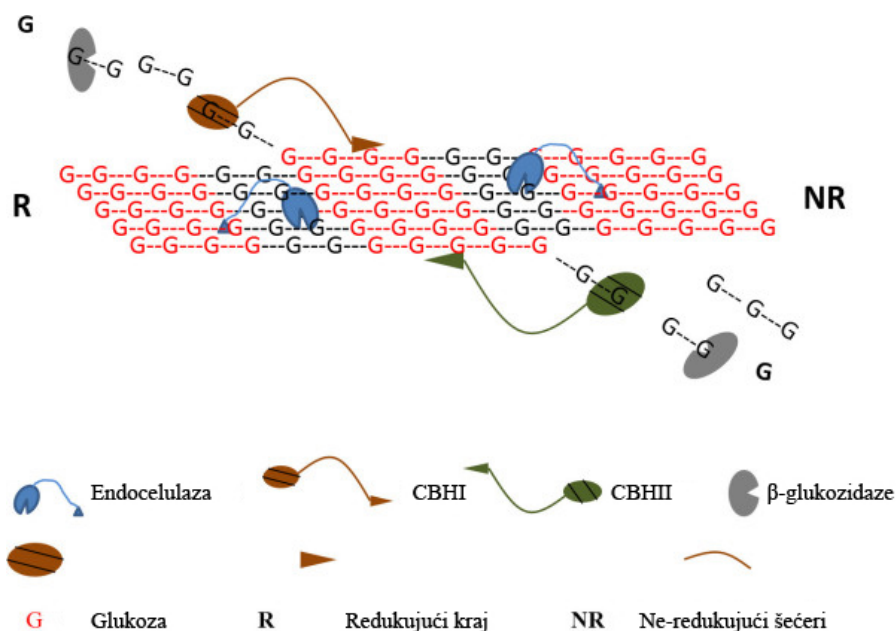 G
G---G G---G
G---G---
G---G---G---G---G---G---G---G---G---G---G
G---G---G---G---G---G---G---G---G---G---G---G---G---G---G---G
R
G---G---G---G---G---G---G---G---G---G---G---G---G---G---G---G
NR
G---G---G---G---G---G---G---G---G---G---G---G---G---G---G
G---G---G---G---G---G---G---G---G---G---G---G---G---G---G---G
G---G---G---G---G---G---G---G---G---G---G
---G---G
G---G---G
G---G
G
Endocelulaza CBHI CBHII β-glukozidaze
G Glukoza R Redukujući kraj NR Ne-redukujući šećeri